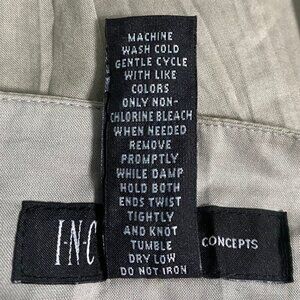 MACHINE
WASH COLD
GENTLE CYCLE
WITH LIKE
COLORS
ONLY NON-
CHLORINE BLEACH
WHEN NEEDED
REMOVE
PROMPTLY
WHILE DAMP
HOLD BOTH
ENDS TWIST
TIGHTLY
AND KNOT
TUMBLE
DRY LOW
DO NOT IRON
I·N·C
CONCEPTS